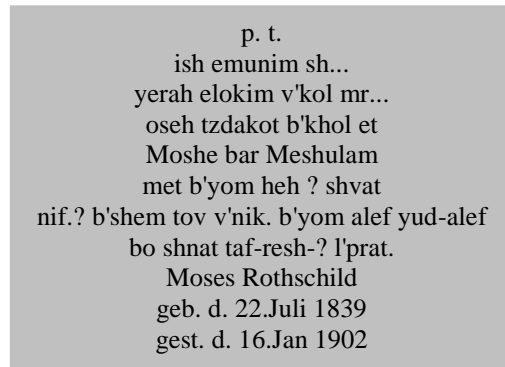 p. t.
ish emunim sh...
yerah elokim v'kol mr...
oseh tzdakot b'khol et
Moshe bar Meshulam
met b'yom heh ? shvat
nif.? b'shem tov v'nik. b'yom alef yud-alef
bo shnat taf-resh-? l'prat.
Moses Rothschild
geb. d. 22.Juli 1839
gest. d. 16.Jan 1902